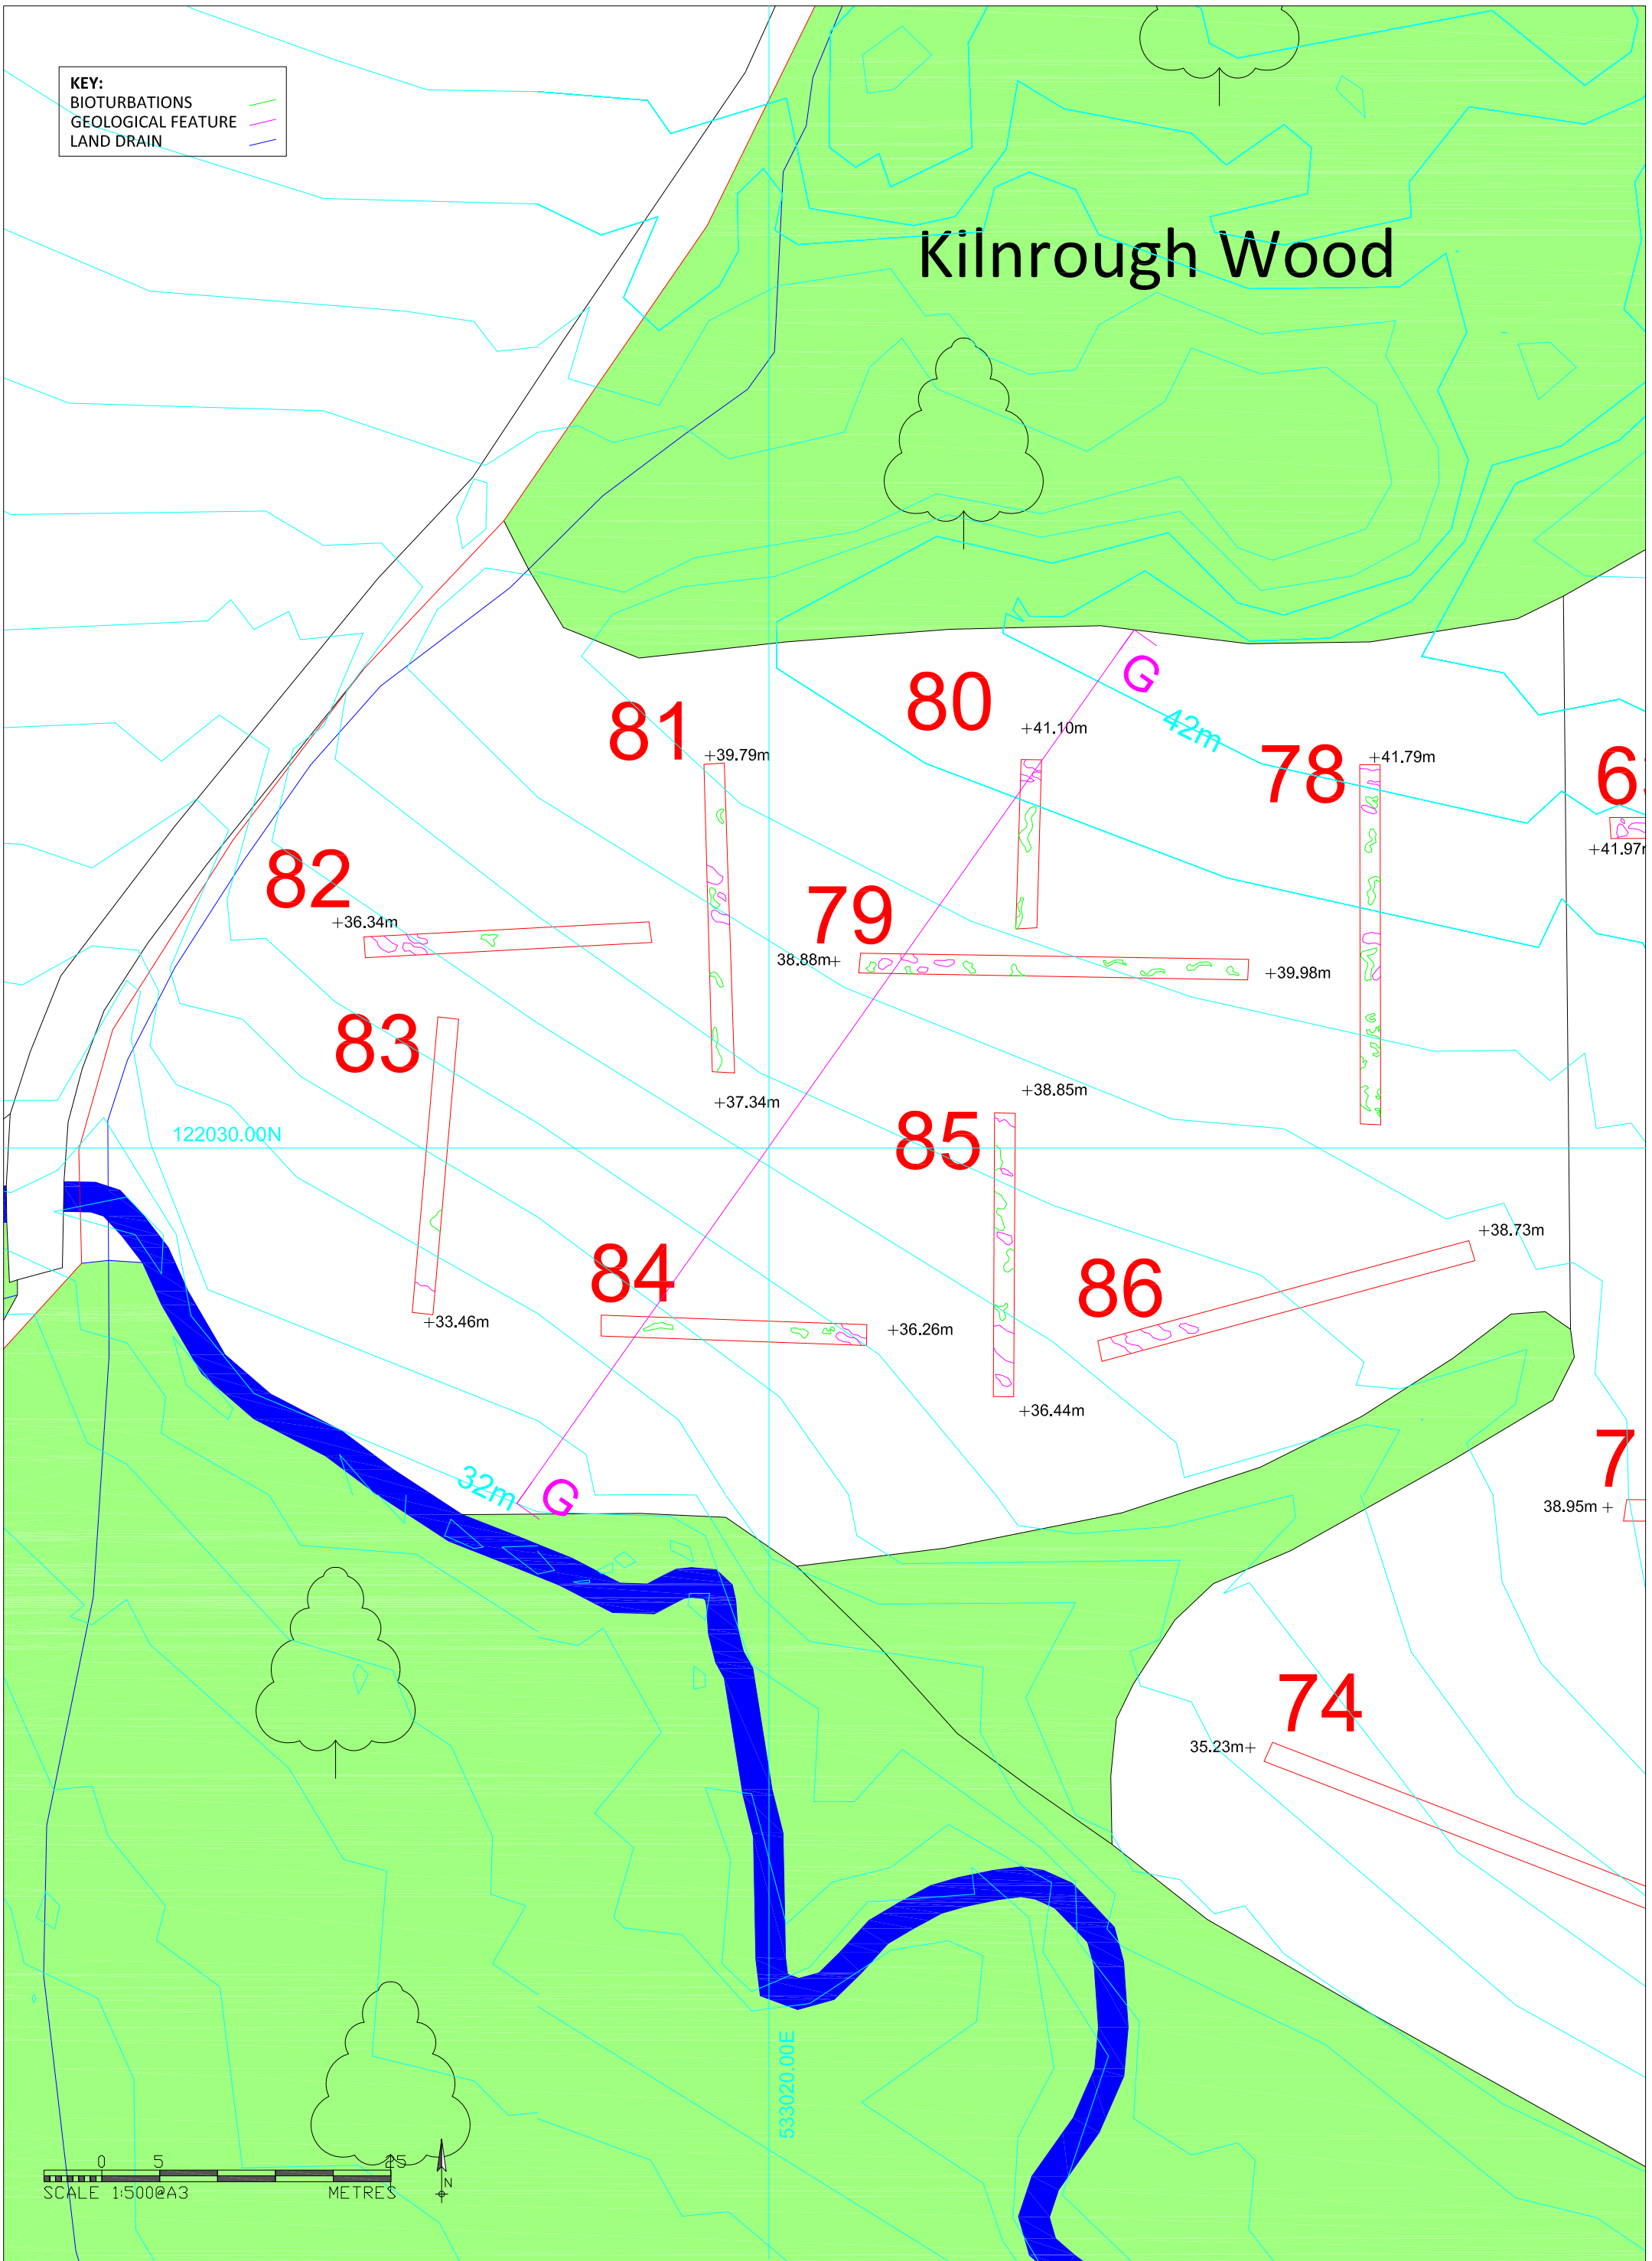 KEY:
BIOTURBATIONS
GEOLOGICAL FEATURE
LAND DRAIN
Kilnrough Wood
G
80
81
42m
+41.10m
+39.79m
78
+41.79m
82
+36.34m
79
38.88m+
+39.98m
83
+37.34m
+38.85m
122030.00N
85
84
86
+38.73m
+33.46m
+36.26m
+36.44m
7
32m
G
38.95m +
74
35.23m+
533020.00E
0 5 25
SCALE 1:500@A3 METRES
N